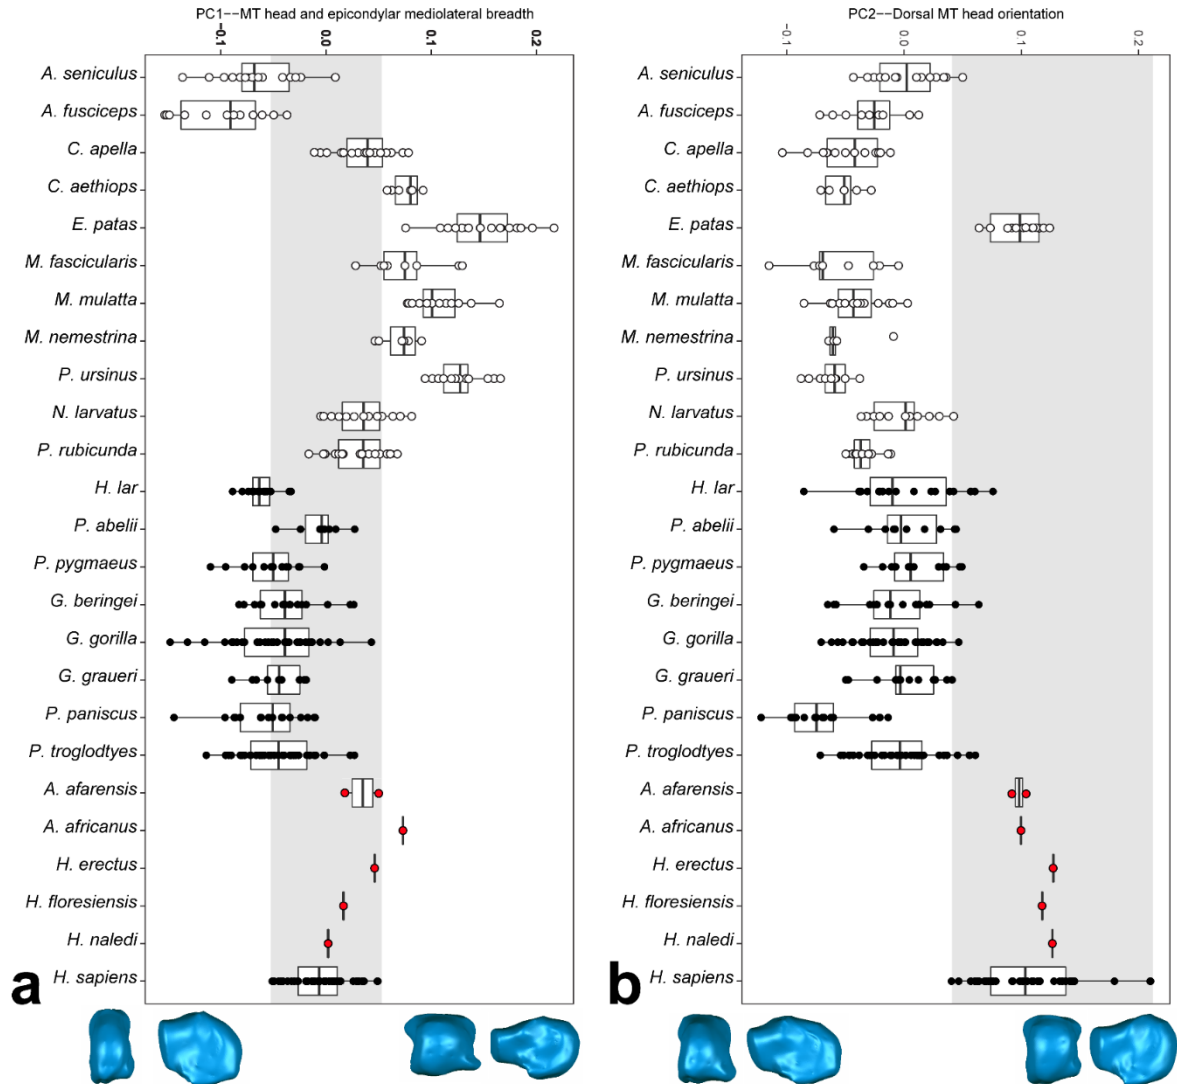 PC1--MT head and epicondylar mediolateral breadth
-0.1 0.0 0.1 0.2
A. seniculus
A. fusciceps
C. apella
C. aethiops
E. patas
M. fascicularis
M. mulatta
M. nemestrina
P. ursinus
N. larvatus
P. rubicunda
H. lar
P. abelii
P. pygmaeus
G. beringei
G. gorilla
G. graueri
P. paniscus
P. troglodtyes
A. afarensis
A. africanus
H. erectus
H. floresiensis
H. naledi
H. sapiens
a
PC2--Dorsal MT head orientation
-0.1 0.0 0.1 0.2
A. seniculus
A. fusciceps
C. apella
C. aethiops
E. patas
M. fascicularis
M. mulatta
M. nemestrina
P. ursinus
N. larvatus
P. rubicunda
H. lar
P. abelii
P. pygmaeus
G. beringei
G. gorilla
G. graueri
P. paniscus
P. troglodtyes
A. afarensis
A. africanus
H. erectus
H. floresiensis
H. naledi
H. sapiens
b